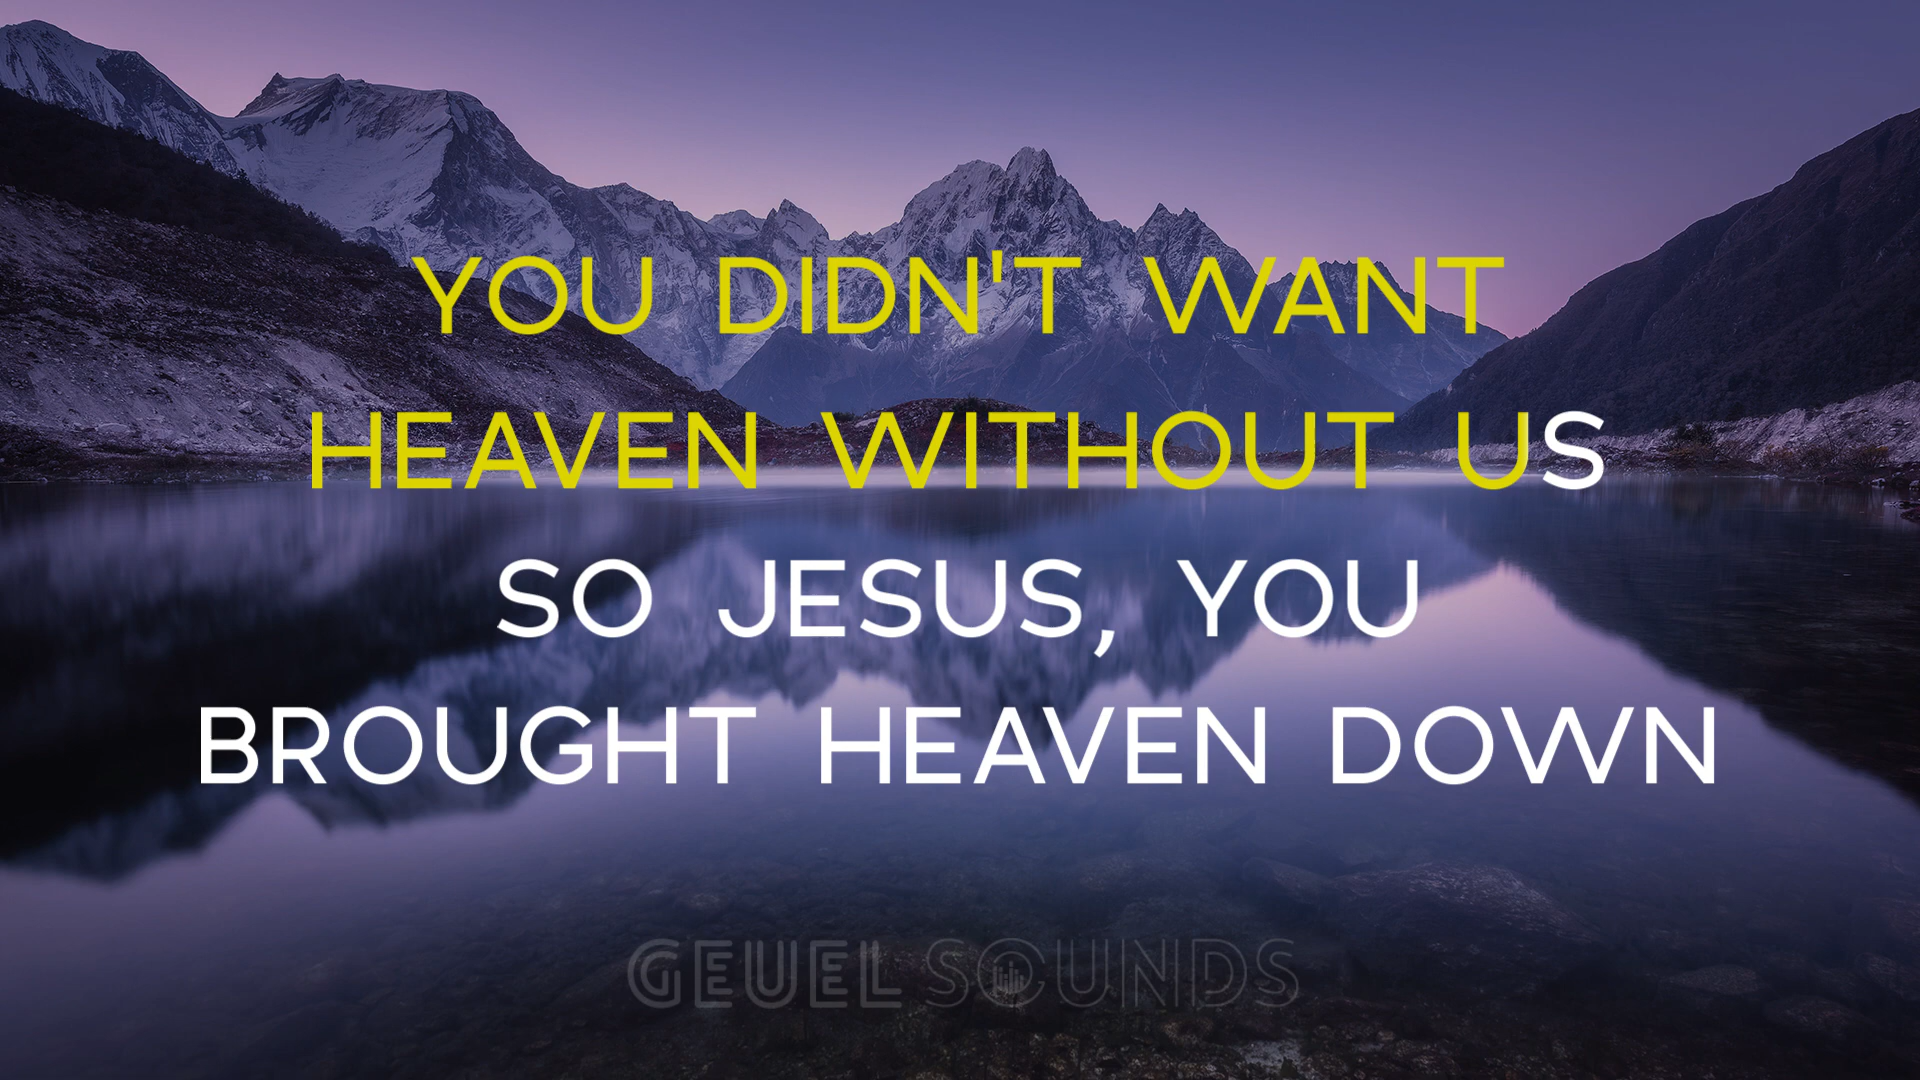 YOU DIDN'T WANT
HEAVEN WITHOUT US
SO JESUS, YOU
BROUGHT HEAVEN DOWN
GEUEL SOUNDS